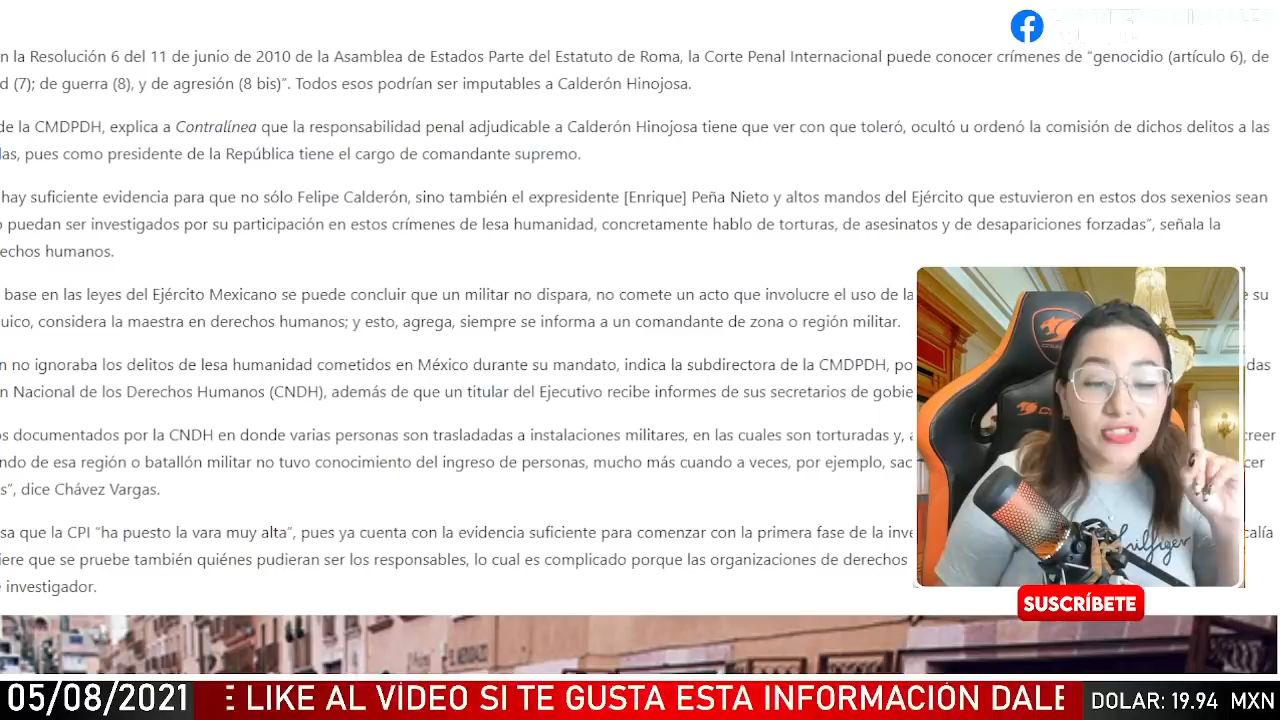 n la Resolución 6 del 11 de junio de 2010 de la Asamblea de Estados Parte del Estatuto de Roma, la Corte Penal Internacional puede conocer crímenes de “genocidio (artículo 6), de
d (7); de guerra (8), y de agresión (8 bis)”. Todos esos podrían ser imputables a Calderón Hinojosa.
de la CMDPDH, explica a Contralínea que la responsabilidad penal adjudicable a Calderón Hinojosa tiene que ver con que toleró, ocultó u ordenó la comisión de dichos delitos a las
las, pues como presidente de la República tiene el cargo de comandante supremo.
hay suficiente evidencia para que no sólo Felipe Calderón, sino también el expresidente [Enrique] Peña Nieto y altos mandos del Ejército que estuvieron en estos dos sexenios sean
o puedan ser investigados por su participación en estos crímenes de lesa humanidad, concretamente hablo de torturas, de asesinatos y de desapariciones forzadas”, señala la
rechos humanos.
base en las leyes del Ejército Mexicano se puede concluir que un militar no dispara, no comete un acto que involucre el uso de la e su
uico, considera la maestra en derechos humanos; y esto, agrega, siempre se informa a un comandante de zona o región militar.
n no ignoraba los delitos de lesa humanidad cometidos en México durante su mandato, indica la subdirectora de la CMDPDH, po das
n Nacional de los Derechos Humanos (CNDH), además de que un titular del Ejecutivo recibe informes de sus secretarios de gobie
os documentados por la CNDH en donde varias personas son trasladadas a instalaciones militares, en las cuales son torturadas y, a creer
ndo de esa región o batallón militar no tuvo conocimiento del ingreso de personas, mucho más cuando a veces, por ejemplo, sac cer
s”, dice Chávez Vargas.
sa que la CPI “ha puesto la vara muy alta”, pues ya cuenta con la evidencia suficiente para comenzar con la primera fase de la inve calía
iere que se pruebe también quiénes pudieran ser los responsables, lo cual es complicado porque las organizaciones de derechos
e investigador.
hilfiger
SUSCRÍBETE
05/08/2021 E LIKE AL VÍDEO SI TE GUSTA ESTA INFORMACIÓN DALE DOLAR: 19.94 MXN